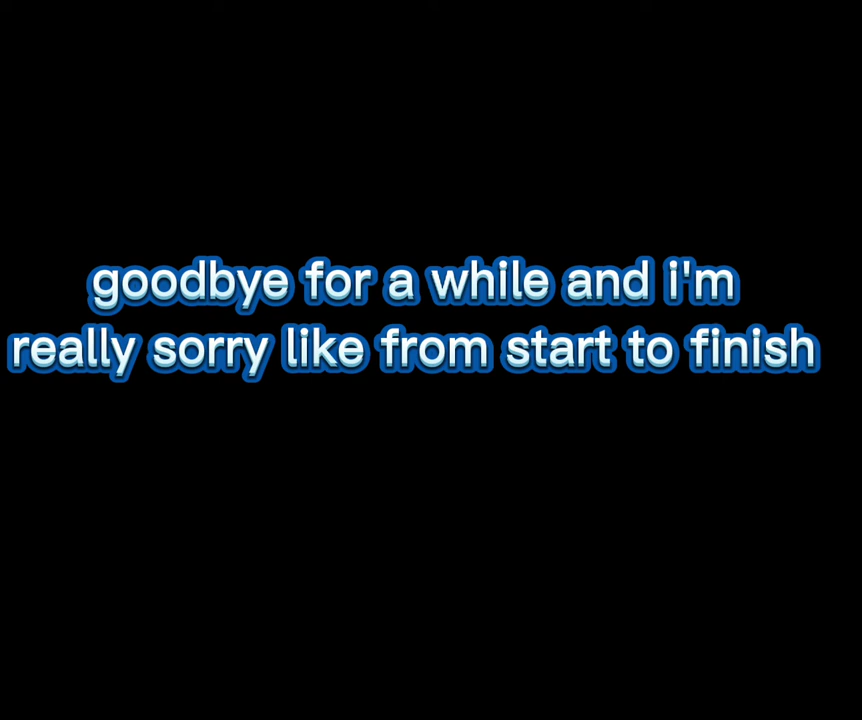 goodbye for a while and i'm
really sorry like from start to finish